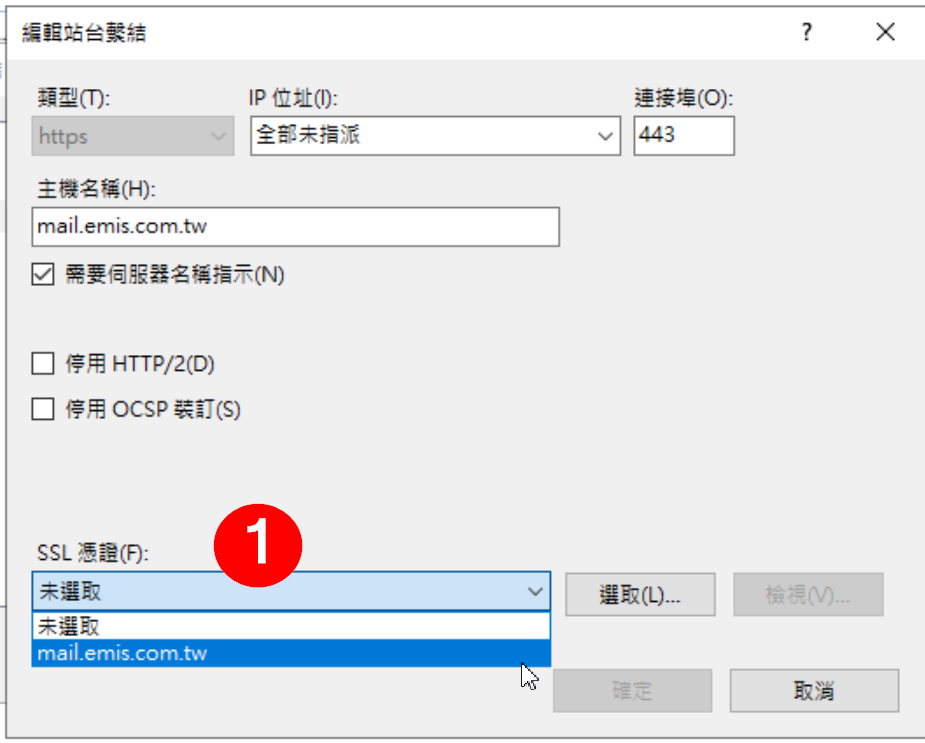 編輯站台繫結
?
類型(T):
IP 位址(I):
連接埠(O):
https
全部未指派
443
主機名稱(H):
mail.emis.com.tw
需要伺服器名稱指示(N)
停用 HTTP/2(D)
停用 OCSP 裝訂(S)
1
SSL 憑證(F):
未選取
選取(L)...
檢視(V)...
未選取
mail.emis.com.tw
確定
取消